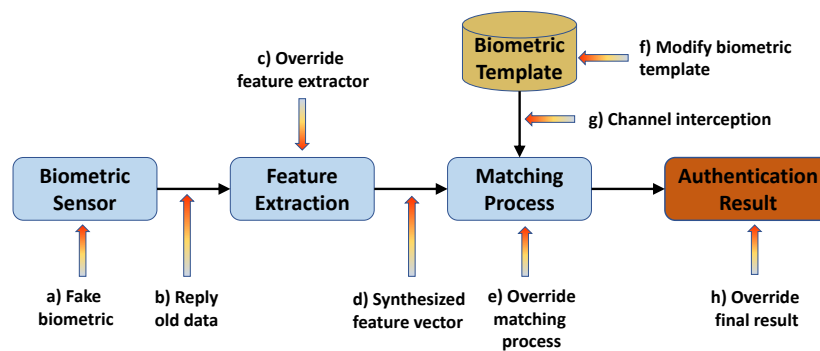 c) Override
feature extractor
Biometric
Template
f) Modify biometric
template
g) Channel interception
Biometric
Sensor
Feature
Extraction
Matching
Process
Authentication
Result
a) Fake
biometric
b) Reply
old data
d) Synthesized
feature vector
e) Override
matching
process
h) Override
final result